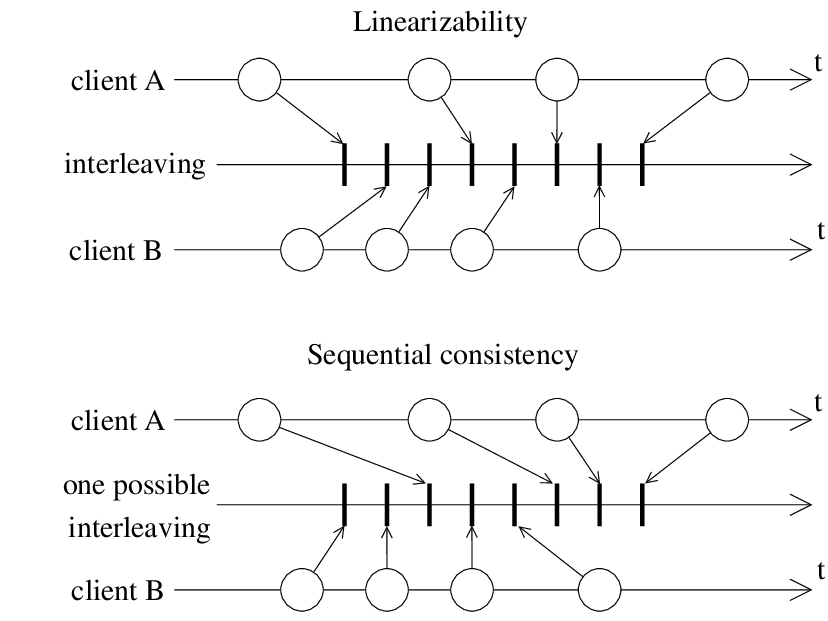 Linearizability
t
client A
interleaving
t
client B
Sequential consistency
t
client A
one possible
interleaving
t
client B